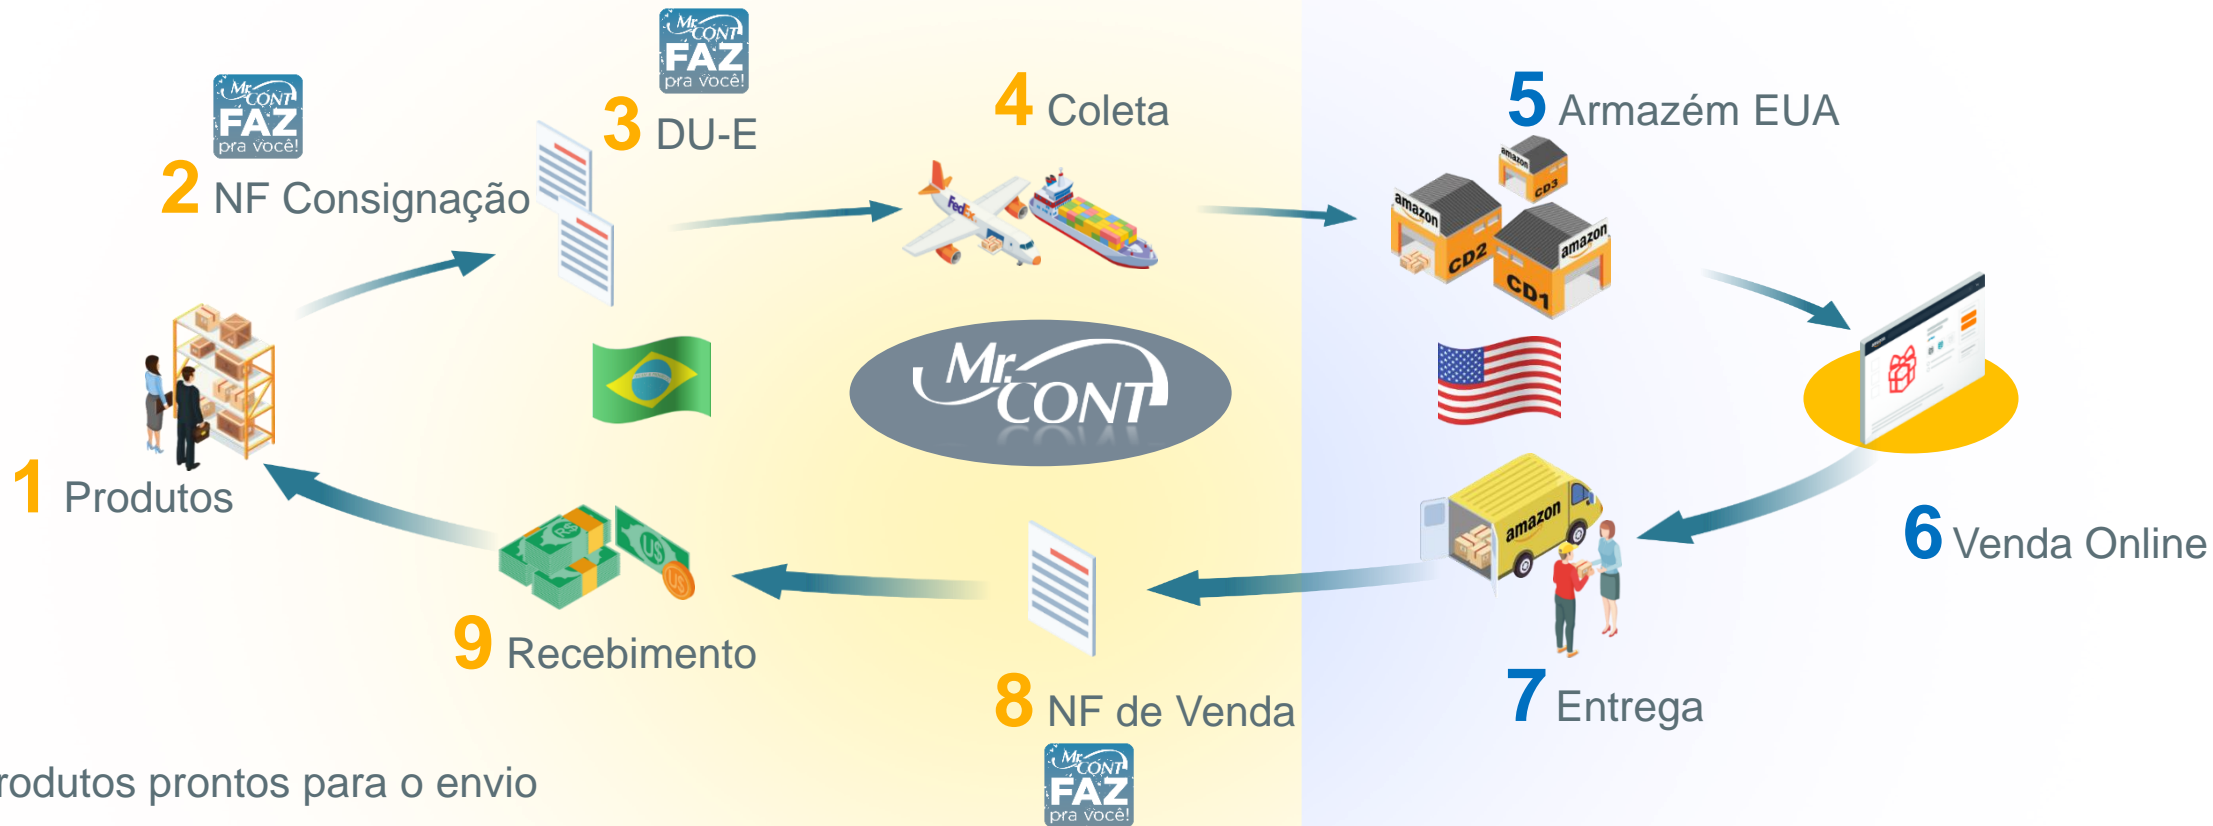 Mr.
CONT
FAZ
pra você!
3 DU-E
Mr.
CONT
FAZ
pra você!
2 NF Consignação
4 Coleta
FedEx
5 Armazém EUA
amazon
CD3
amazon
CD2
amazon
CD1
Mr.
CONT
1 Produtos
6 Venda Online
amazon
7 Entrega
R$
US
US
9 Recebimento
8 NF de Venda
Mr.
CONT
FAZ
pra você!
rodutos prontos para o envio